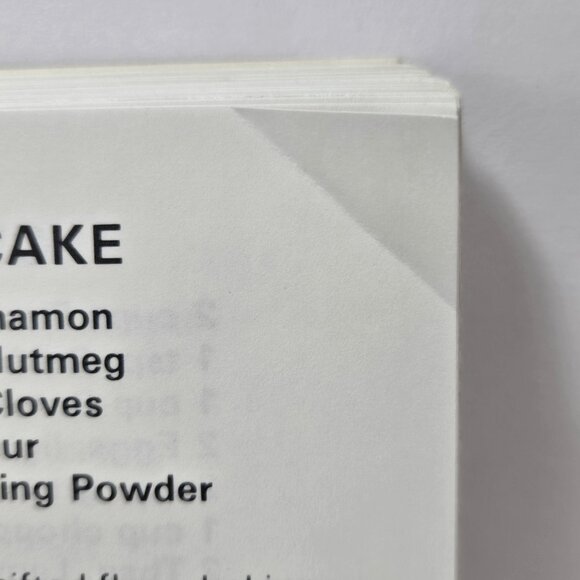 CAKE
namon
Nutmeg
Cloves
ur
ing Powder